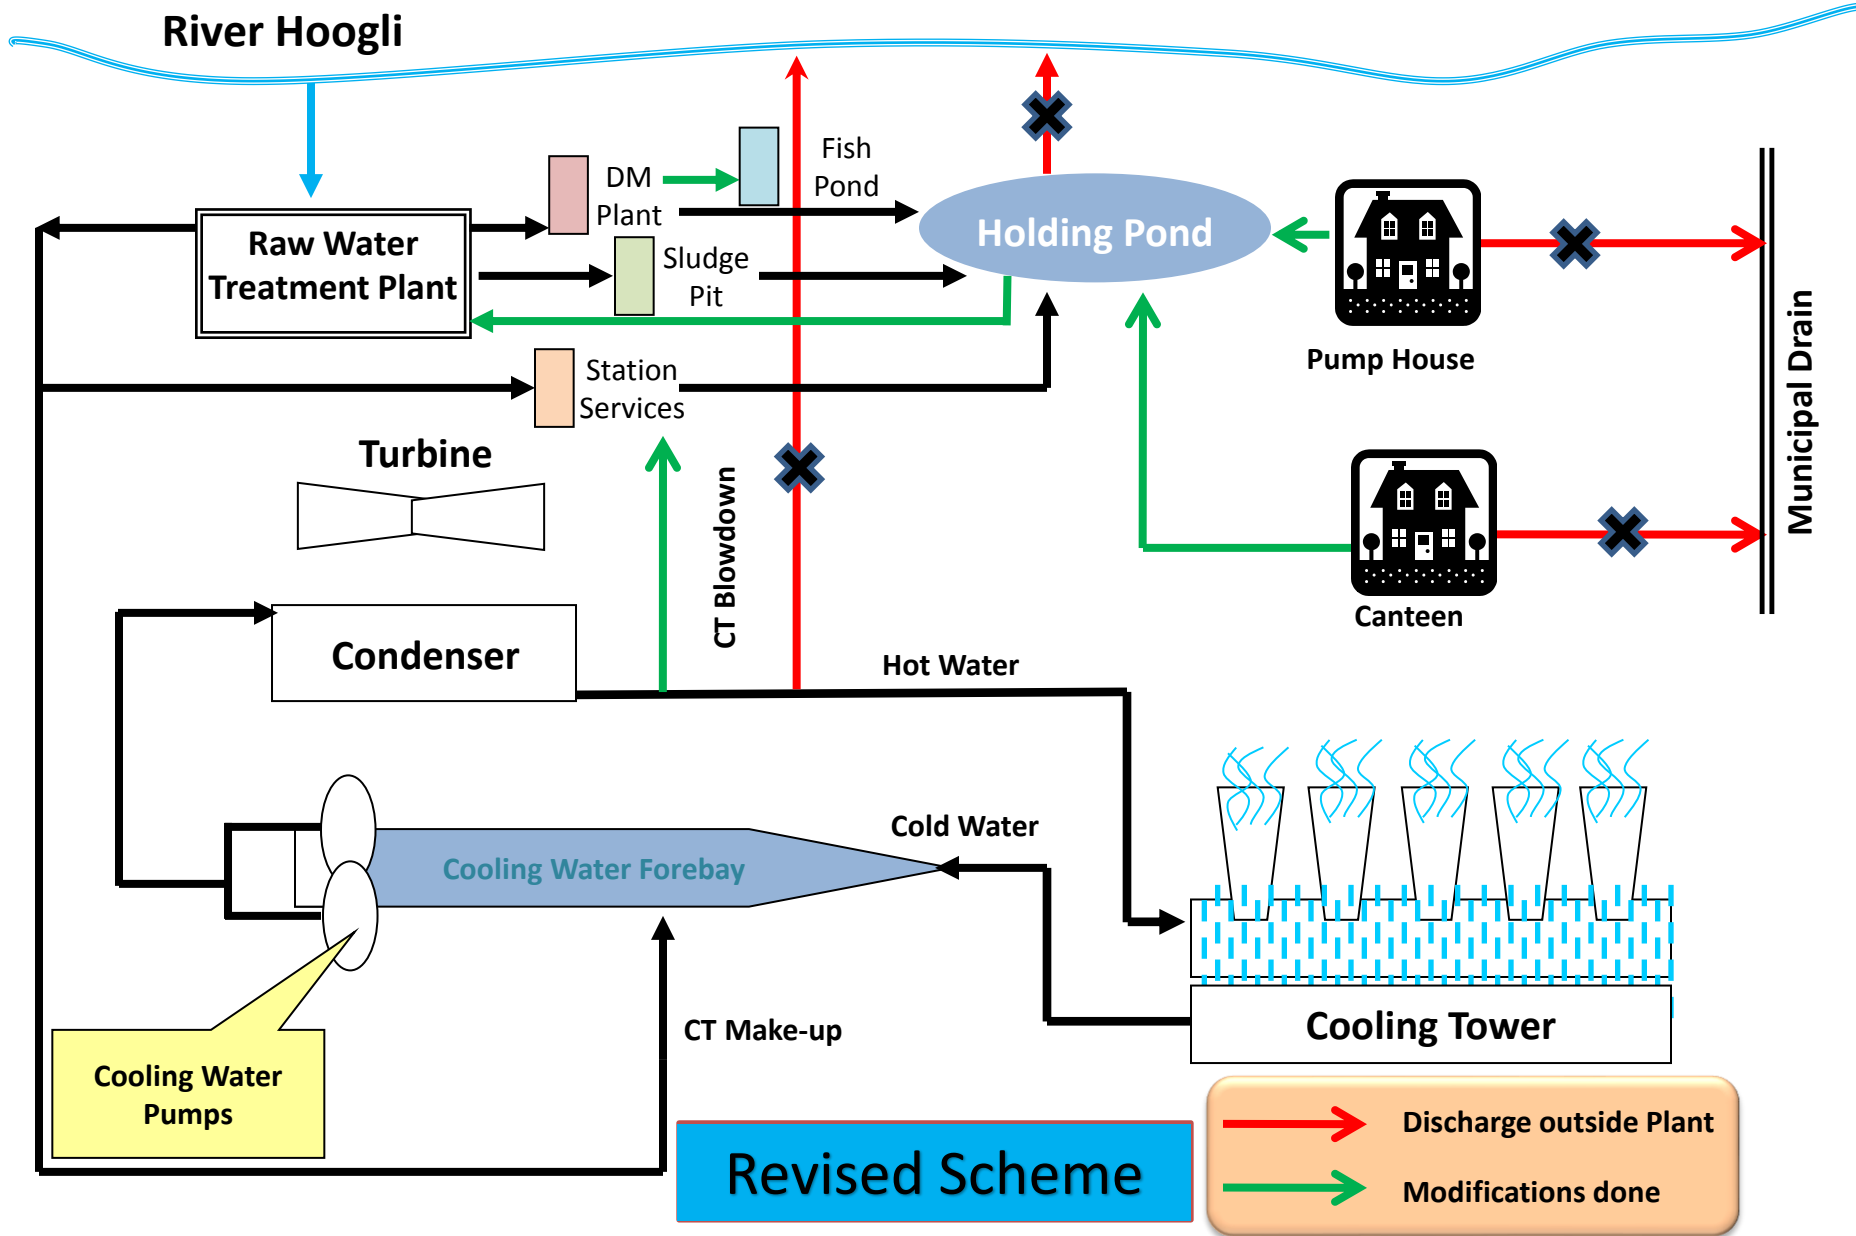 River Hoogli
Fish
Pond
DM
Plant
Raw Water
Treatment Plant
Sludge
Pit
Holding Pond
Pump House
Municipal Drain
Station
Services
Turbine
CT Blowdown
Canteen
Condenser
Hot Water
Cold Water
Cooling Water Forebay
CT Make-up
Cooling Tower
Cooling Water
Pumps
Revised Scheme
Discharge outside Plant
Modifications done